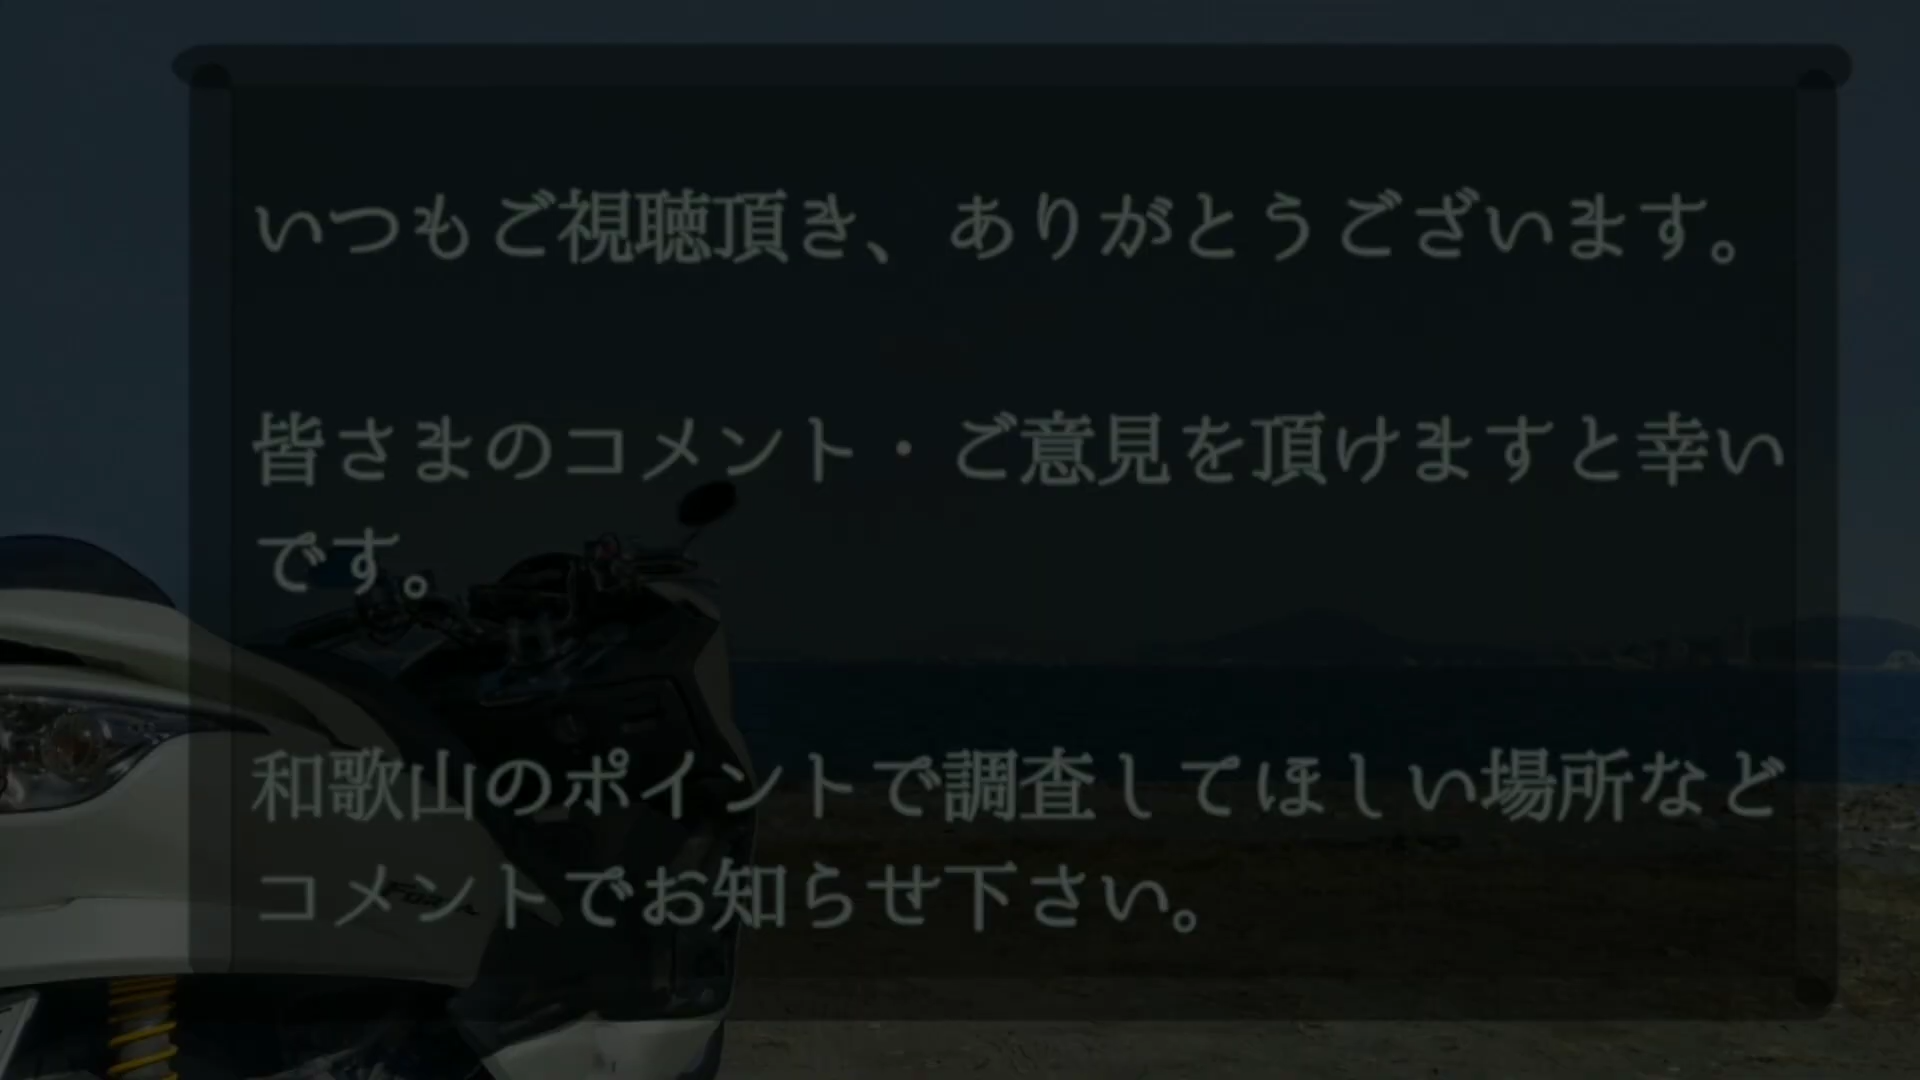 いつもご視聴頂き、ありがとうございます。
皆さまのコメント・ご意見を頂けますと幸い
です。
和歌山のポイントで調査してほしい場所など
コメントでお知らせ下さい。